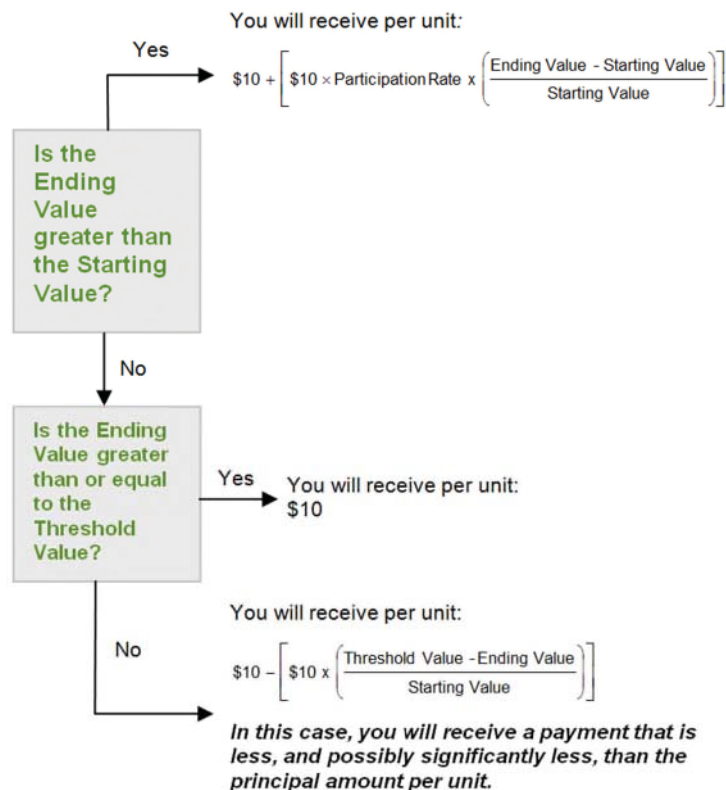 You will receive per unit:
Yes
$10 + [ $10 × Participation Rate x ( Ending Value - Starting Value / Starting Value ) ]
Is the
Ending
Value
greater than
the Starting
Value?
No
Is the Ending
Value greater
than or equal
to the
Threshold
Value?
Yes
You will receive per unit:
$10
No
You will receive per unit:
$10 – [ $10 x ( Threshold Value - Ending Value / Starting Value ) ]
In this case, you will receive a payment that is
less, and possibly significantly less, than the
principal amount per unit.